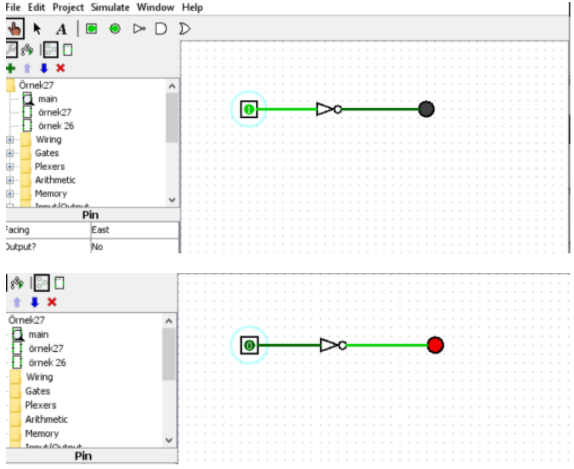 File Edit Project Simulate Window Help
A
Örnek27
main
örnek27
örnek 26
Wiring
Gates
Plexers
Arithmetic
Memory
Input/Output
Pin
Facing East
Output? No
1
Örnek27
main
örnek27
örnek 26
Wiring
Gates
Plexers
Arithmetic
Memory
Input/Output
Pin
0